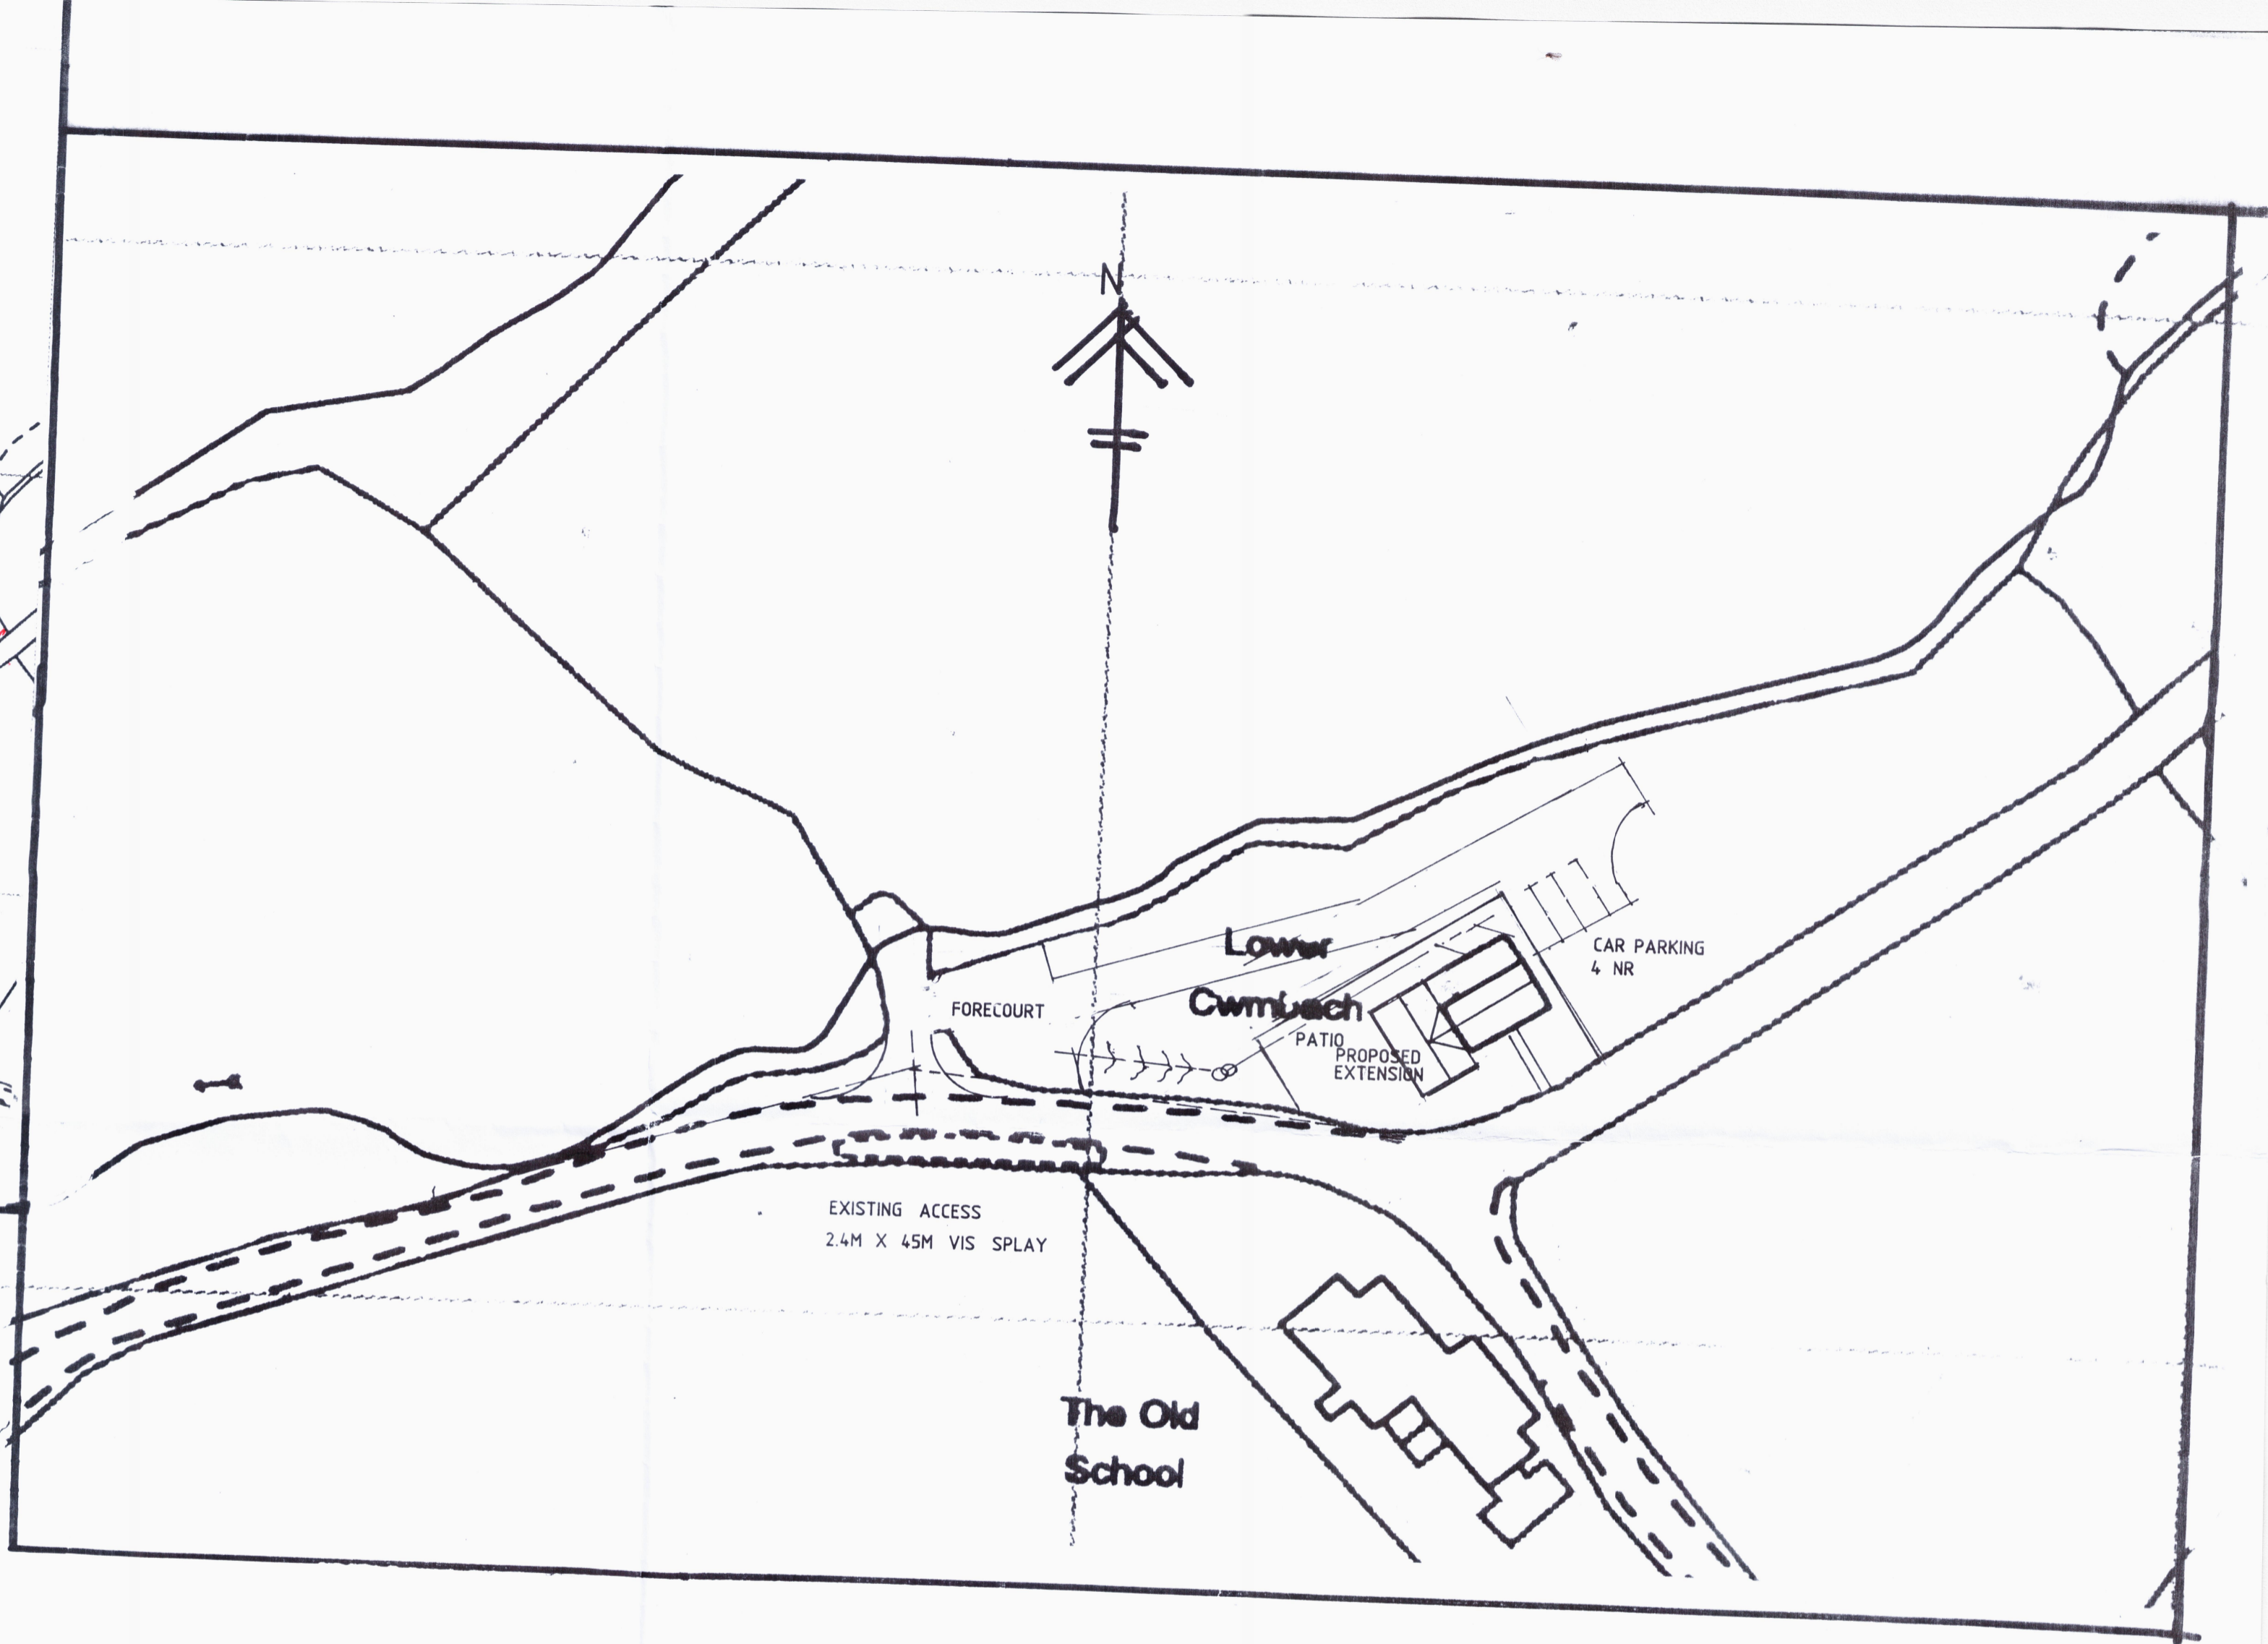 N
Lower
Cwmbach
CAR PARKING
4 NR
FORECOURT
PATIO
PROPOSED
EXTENSION
EXISTING ACCESS
2.4M X 45M VIS SPLAY
The Old
School